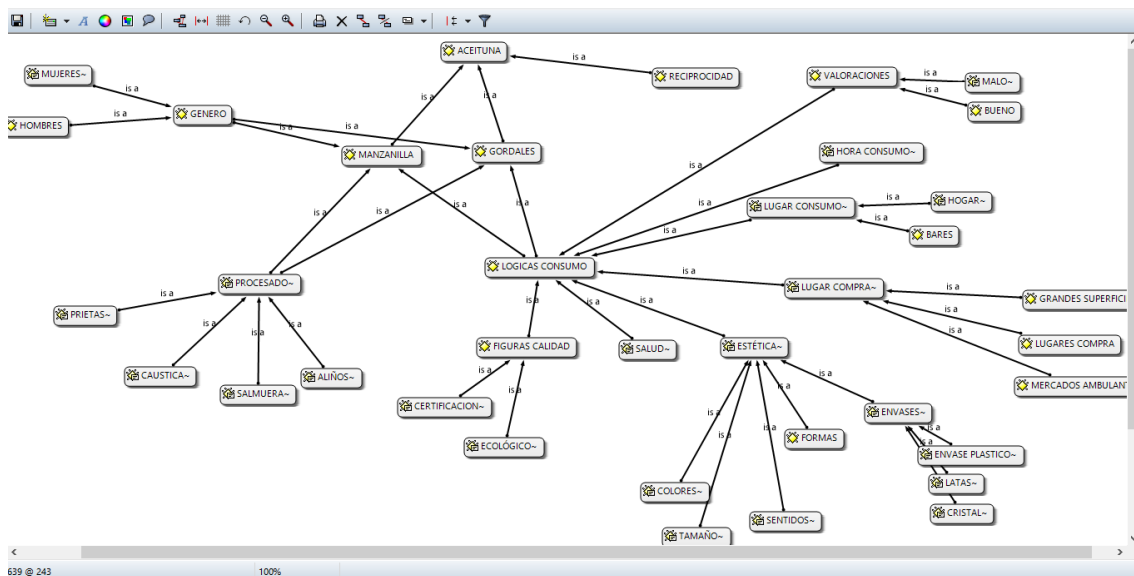 ACEITUNA
is a
RECIPROCIDAD
MUJERES~
is a
HOMBRES
is a
GENERO
is a
is a
MANZANILLA
is a
GORDALES
is a
VALORACIONES
is a
MALO~
is a
BUENO
is a
HORA CONSUMO~
is a
LUGAR CONSUMO~
is a
HOGAR~
is a
BARES
is a
is a
is a
is a
is a
LOGICAS CONSUMO
is a
LUGAR COMPRA~
is a
GRANDES SUPERFICI
is a
LUGARES COMPRA
is a
MERCADOS AMBULANT
PROCESADO~
is a
PRIETAS~
is a
CAUSTICA~
is a
SALMUERA~
is a
ALIÑOS~
is a
FIGURAS CALIDAD
is a
SALUD~
is a
ESTÉTICA~
is a
CERTIFICACION~
is a
ECOLÓGICO~
is a
COLORES~
is a
TAMAÑO~
is a
SENTIDOS~
is a
FORMAS
is a
ENVASES~
is a
ENVASE PLASTICO~
is a
LATAS~
CRISTAL~
639 @ 243
100%